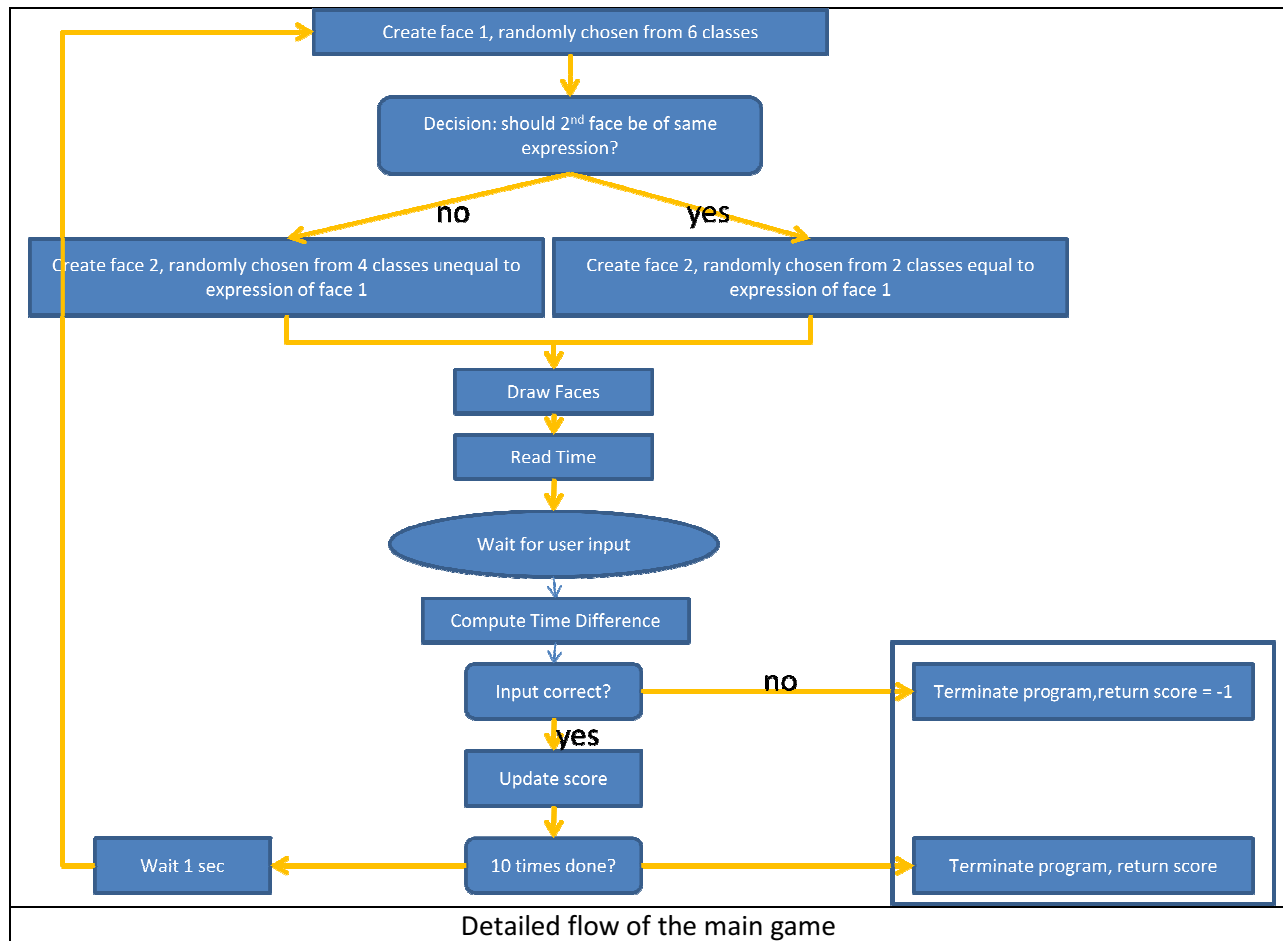 Create face 1, randomly chosen from 6 classes
Decision: should 2nd face be of same
expression?
no
yes
Create face 2, randomly chosen from 4 classes unequal to
expression of face 1
Create face 2, randomly chosen from 2 classes equal to
expression of face 1
Draw Faces
Read Time
Wait for user input
Compute Time Difference
Input correct?
no
Terminate program,return score = -1
yes
Update score
Wait 1 sec
10 times done?
Terminate program, return score
Detailed flow of the main game